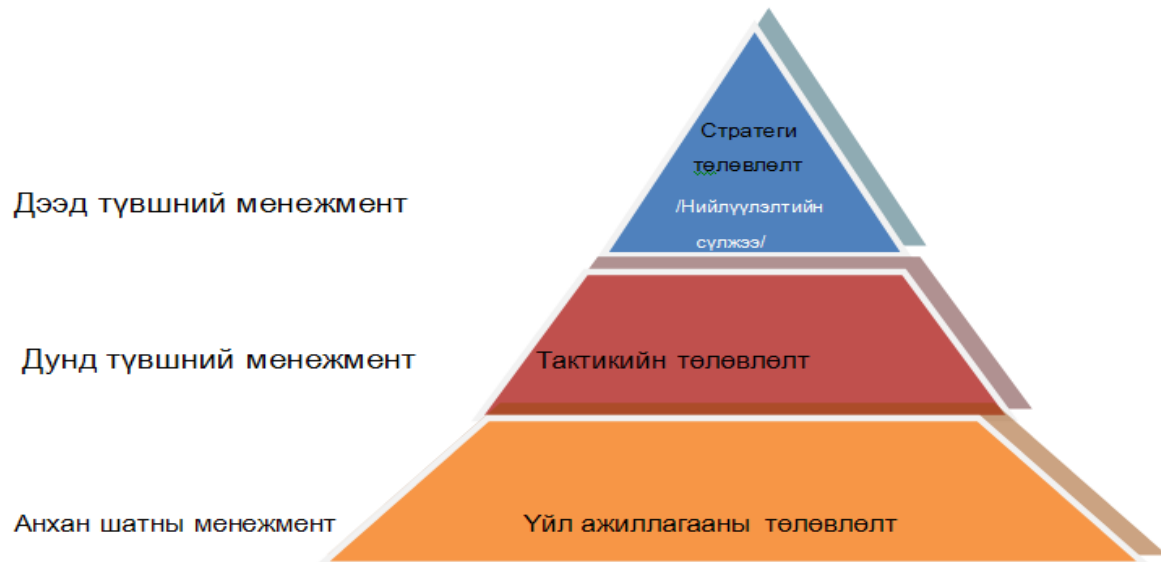 Стратеги
төлөвлөлт
Дээд түвшний менежмент
/Нийлүүлэлтийн
сүлжээ/
Дунд түвшний менежмент
Тактикийн төлөвлөлт
Анхан шатны менежмент
Үйл ажиллагааны төлөвлөлт